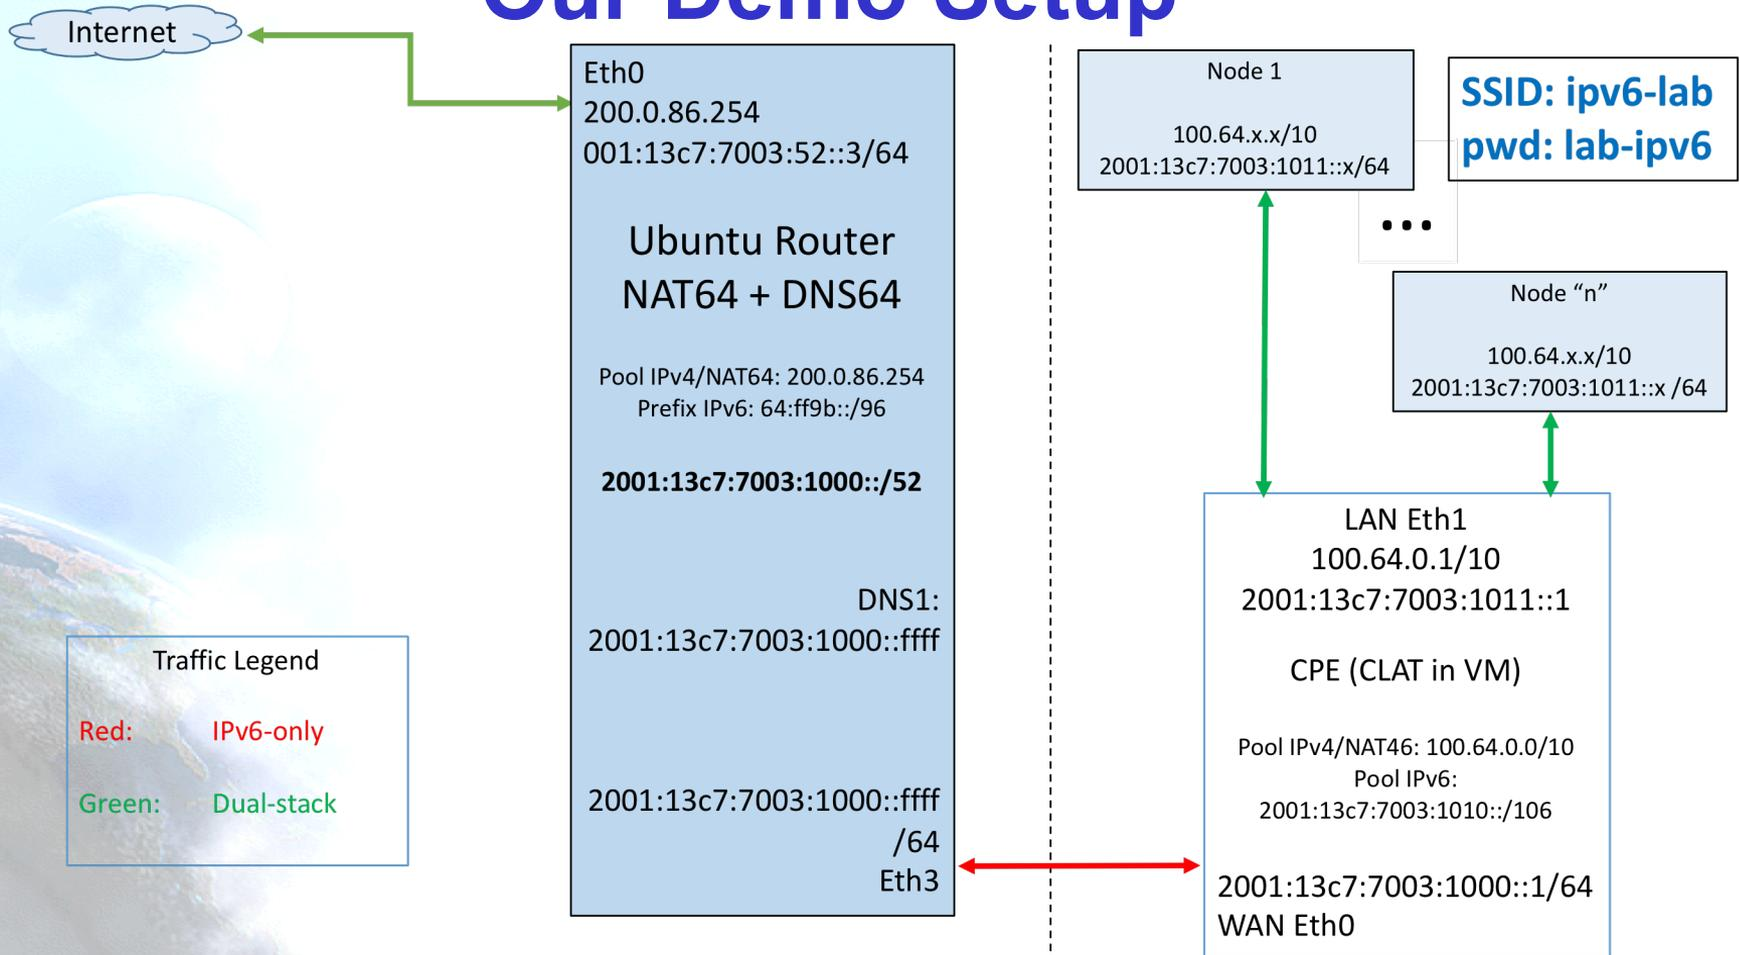 Our Demo Setup
Internet
Eth0
200.0.86.254
001:13c7:7003:52::3/64
Ubuntu Router
NAT64 + DNS64
Pool IPv4/NAT64: 200.0.86.254
Prefix IPv6: 64:ff9b::/96
2001:13c7:7003:1000::/52
DNS1:
2001:13c7:7003:1000::ffff
2001:13c7:7003:1000::ffff
/64
Eth3
Node 1
100.64.x.x/10
2001:13c7:7003:1011::x/64
SSID: ipv6-lab
pwd: lab-ipv6
...
Node “n”
100.64.x.x/10
2001:13c7:7003:1011::x /64
LAN Eth1
100.64.0.1/10
2001:13c7:7003:1011::1
CPE (CLAT in VM)
Pool IPv4/NAT46: 100.64.0.0/10
Pool IPv6:
2001:13c7:7003:1010::/106
2001:13c7:7003:1000::1/64
WAN Eth0
Traffic Legend
Red: IPv6-only
Green: Dual-stack